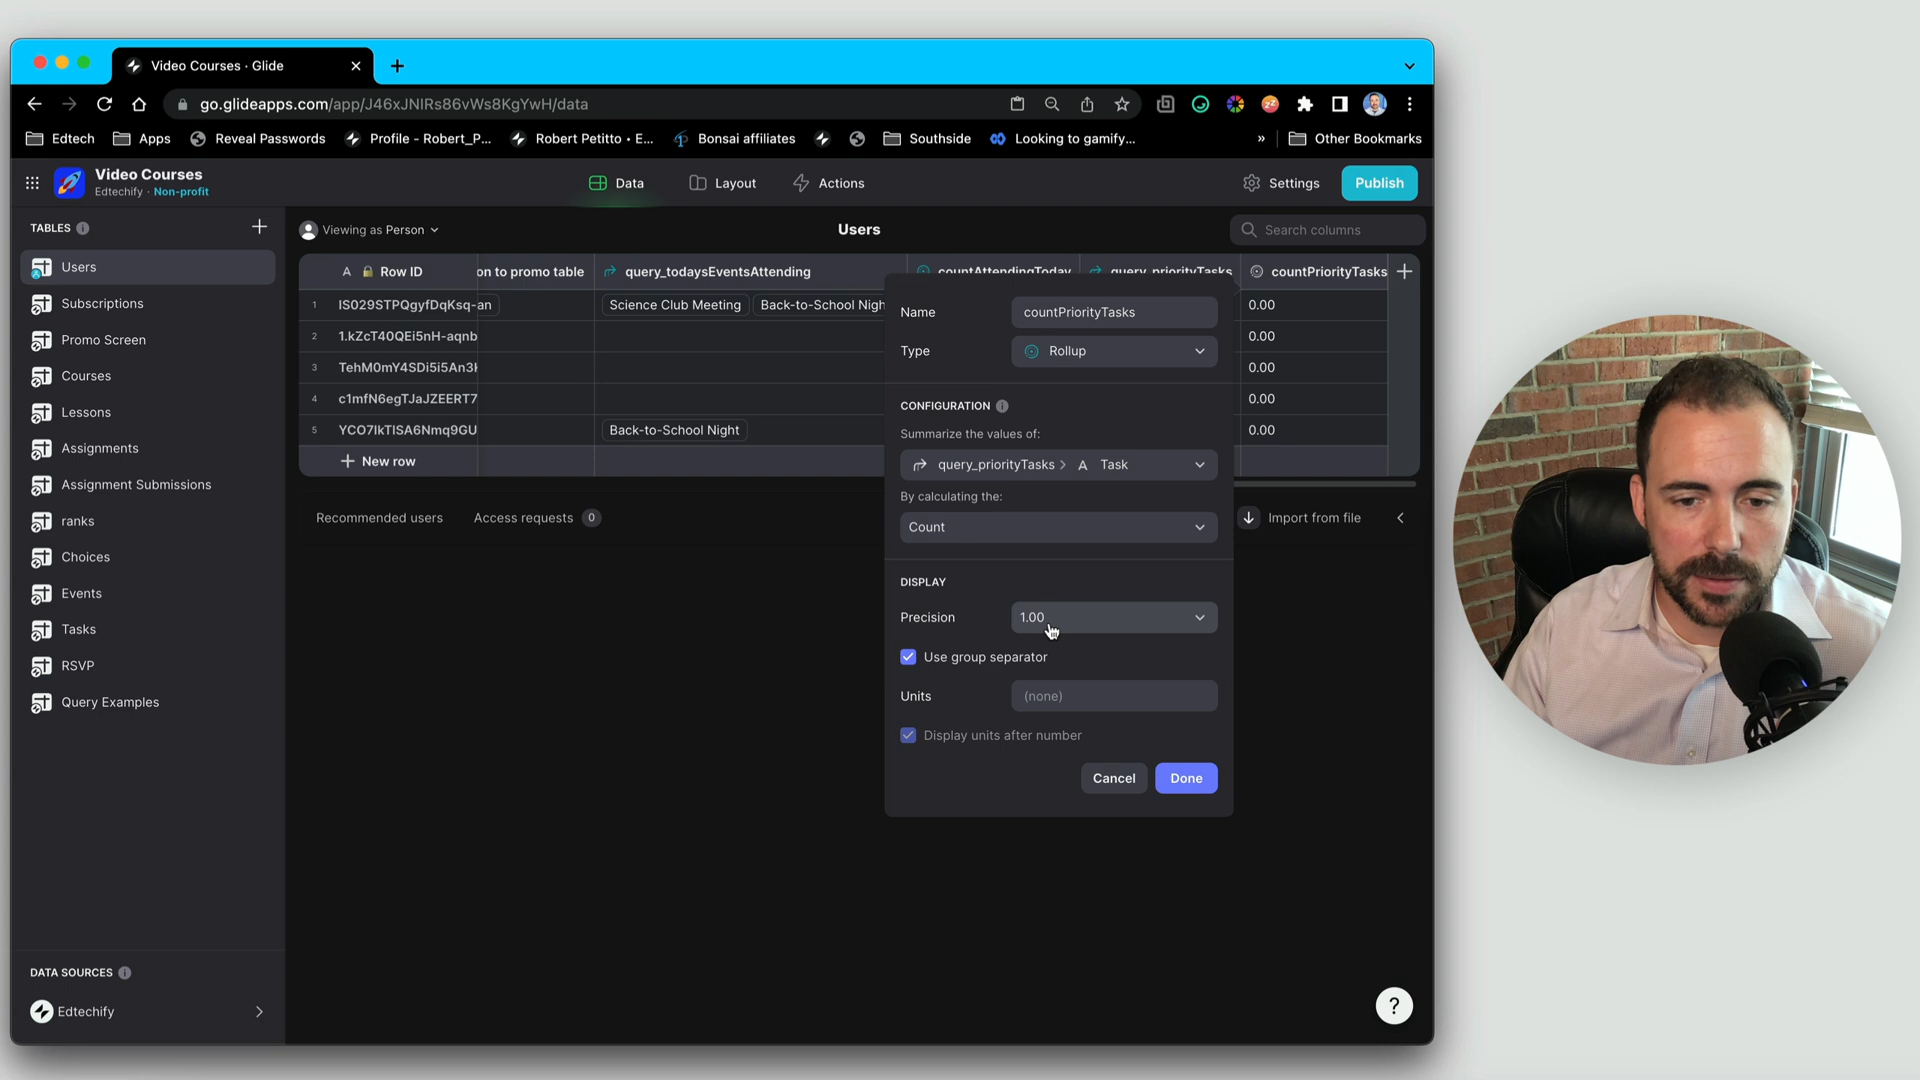 Video Courses · Glide
go.glideapps.com/app/J46xJNIRs86vWs8KgYwH/data
Edtech
Apps
Reveal Passwords
Profile - Robert_P...
Robert Petitto • E...
Bonsai affiliates
Southside
Looking to gamify...
»
Other Bookmarks
Video Courses
Edtechify · Non-profit
Data
Layout
Actions
Settings
Publish
TABLES
Viewing as Person
Users
Search columns
Users
Subscriptions
Promo Screen
Courses
Lessons
Assignments
Assignment Submissions
ranks
Choices
Events
Tasks
RSVP
Query Examples
DATA SOURCES
Edtechify
A Row ID on to promo table query_todaysEventsAttending countAttendingToday query_priorityTasks countPriorityTasks
1 IS029STPQgyfDqKsq-an Science Club Meeting Back-to-School Nigh 0.00
2 1.kZcT40QEi5nH-aqnb 0.00
3 TehM0mY4SDi5i5An3 0.00
4 c1mfN6egTJaJZEERT7 0.00
5 YCO7IkTISA6Nmq9GU Back-to-School Night 0.00
New row
Recommended users
Access requests 0
Import from file
Name countPriorityTasks
Type Rollup
CONFIGURATION
Summarize the values of:
query_priorityTasks > A Task
By calculating the:
Count
DISPLAY
Precision 1.00
Use group separator
Units (none)
Display units after number
Cancel
Done
?